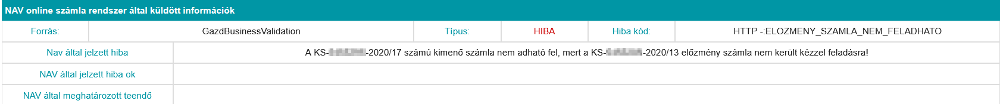 NAV online számla rendszer által küldött információk
Forrás: GazdBusinessValidation Típus: HIBA Hiba kód: HTTP -:ELOZMENY_SZAMLA_NEM_FELADHATO
Nav által jelzett hiba A KS- -2020/17 számú kimenő számla nem adható fel, mert a KS- -2020/13 előzmény számla nem került kézzel feladásra!
NAV által jelzett hiba ok
NAV által meghatározott teendő